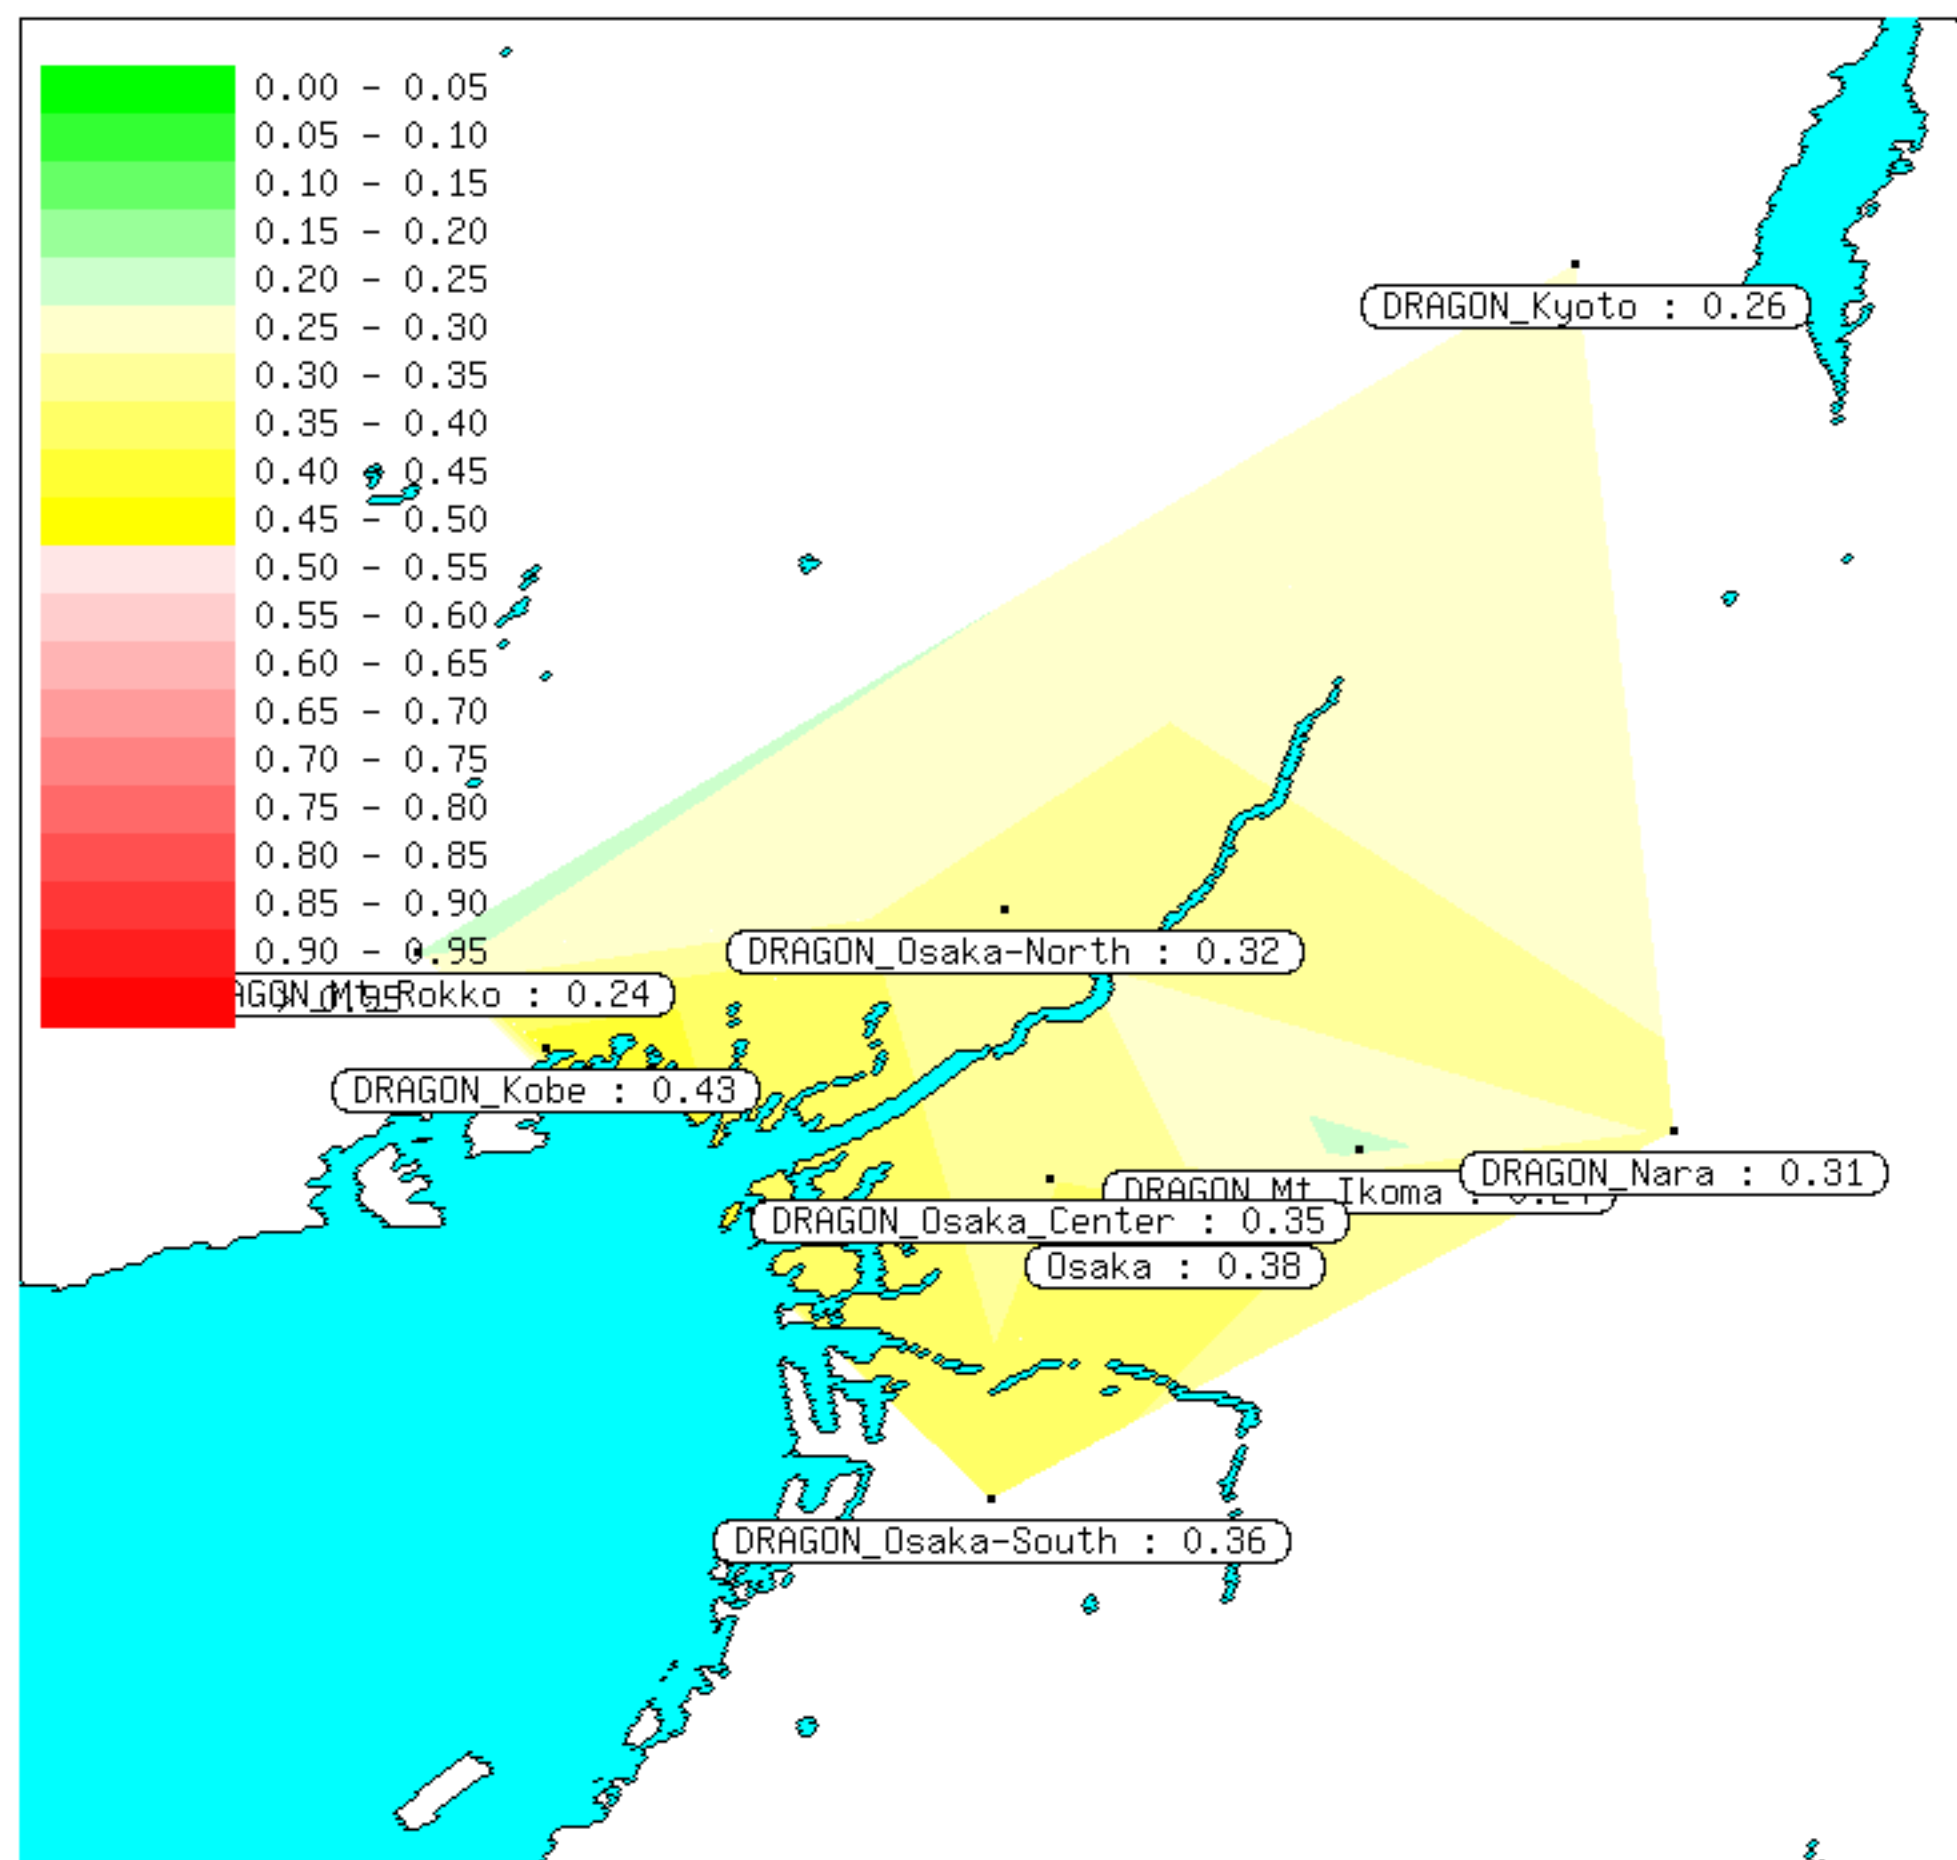 0.00 - 0.05
0.05 - 0.10
0.10 - 0.15
0.15 - 0.20
0.20 - 0.25
0.25 - 0.30
0.30 - 0.35
0.35 - 0.40
0.40 - 0.45
0.45 - 0.50
0.50 - 0.55
0.55 - 0.60
0.60 - 0.65
0.65 - 0.70
0.70 - 0.75
0.75 - 0.80
0.80 - 0.85
0.85 - 0.90
0.90 - 0.95
DRAGON_Kyoto : 0.26
DRAGON_Osaka-North : 0.32
Rokko : 0.24
DRAGON_Kobe : 0.43
DRAGON_Nara : 0.31
DRAGON_Mt_Ikoma :
DRAGON_Osaka_Center : 0.35
Osaka : 0.38
DRAGON_Osaka-South : 0.36